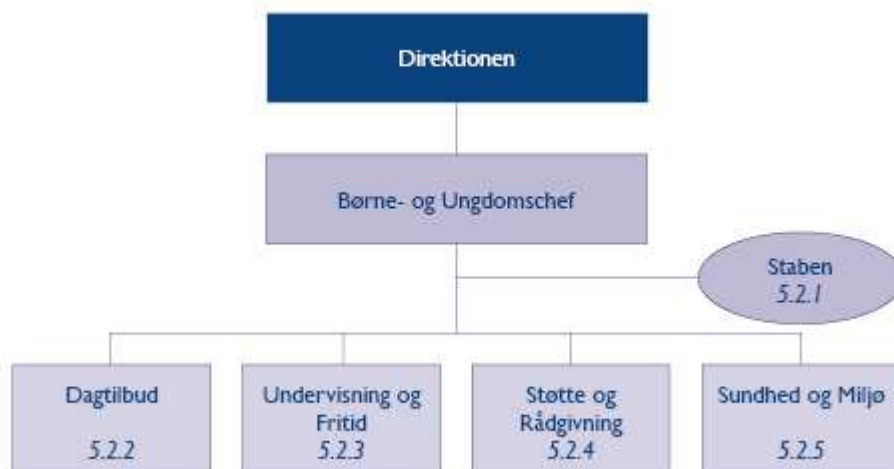 Direktionen
Børne- og Ungdomschef
Staben
5.2.1
Dagtilbud
5.2.2
Undervisning og
Fritid
5.2.3
Støtte og
Rådgivning
5.2.4
Sundhed og Miljø
5.2.5